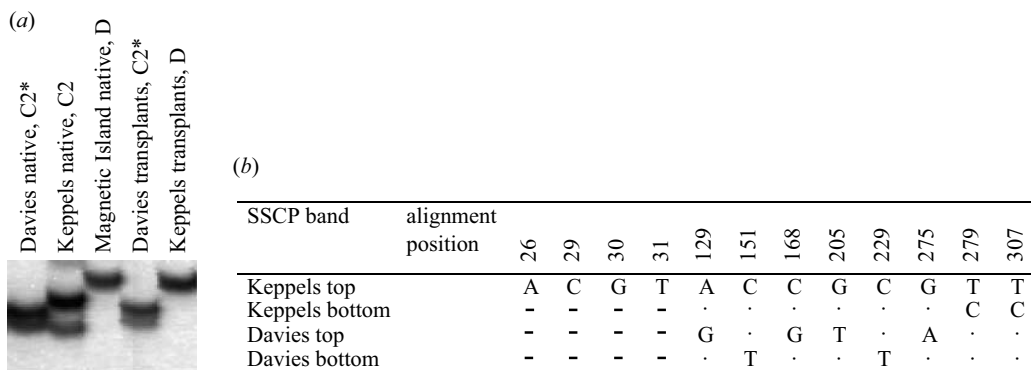 (a)
Davies native, C2*
Keppels native, C2
Magnetic Island native, D
Davies transplants, C2*
Keppels transplants, D
(b)
SSCP band alignment position 26 29 30 31 129 151 168 205 229 275 279 307
Keppels top A C G T A C C G C G T T
Keppels bottom - - - - · · · · · · C C
Davies top - - - - G · G T · A · ·
Davies bottom - - - - · T · · T · · ·